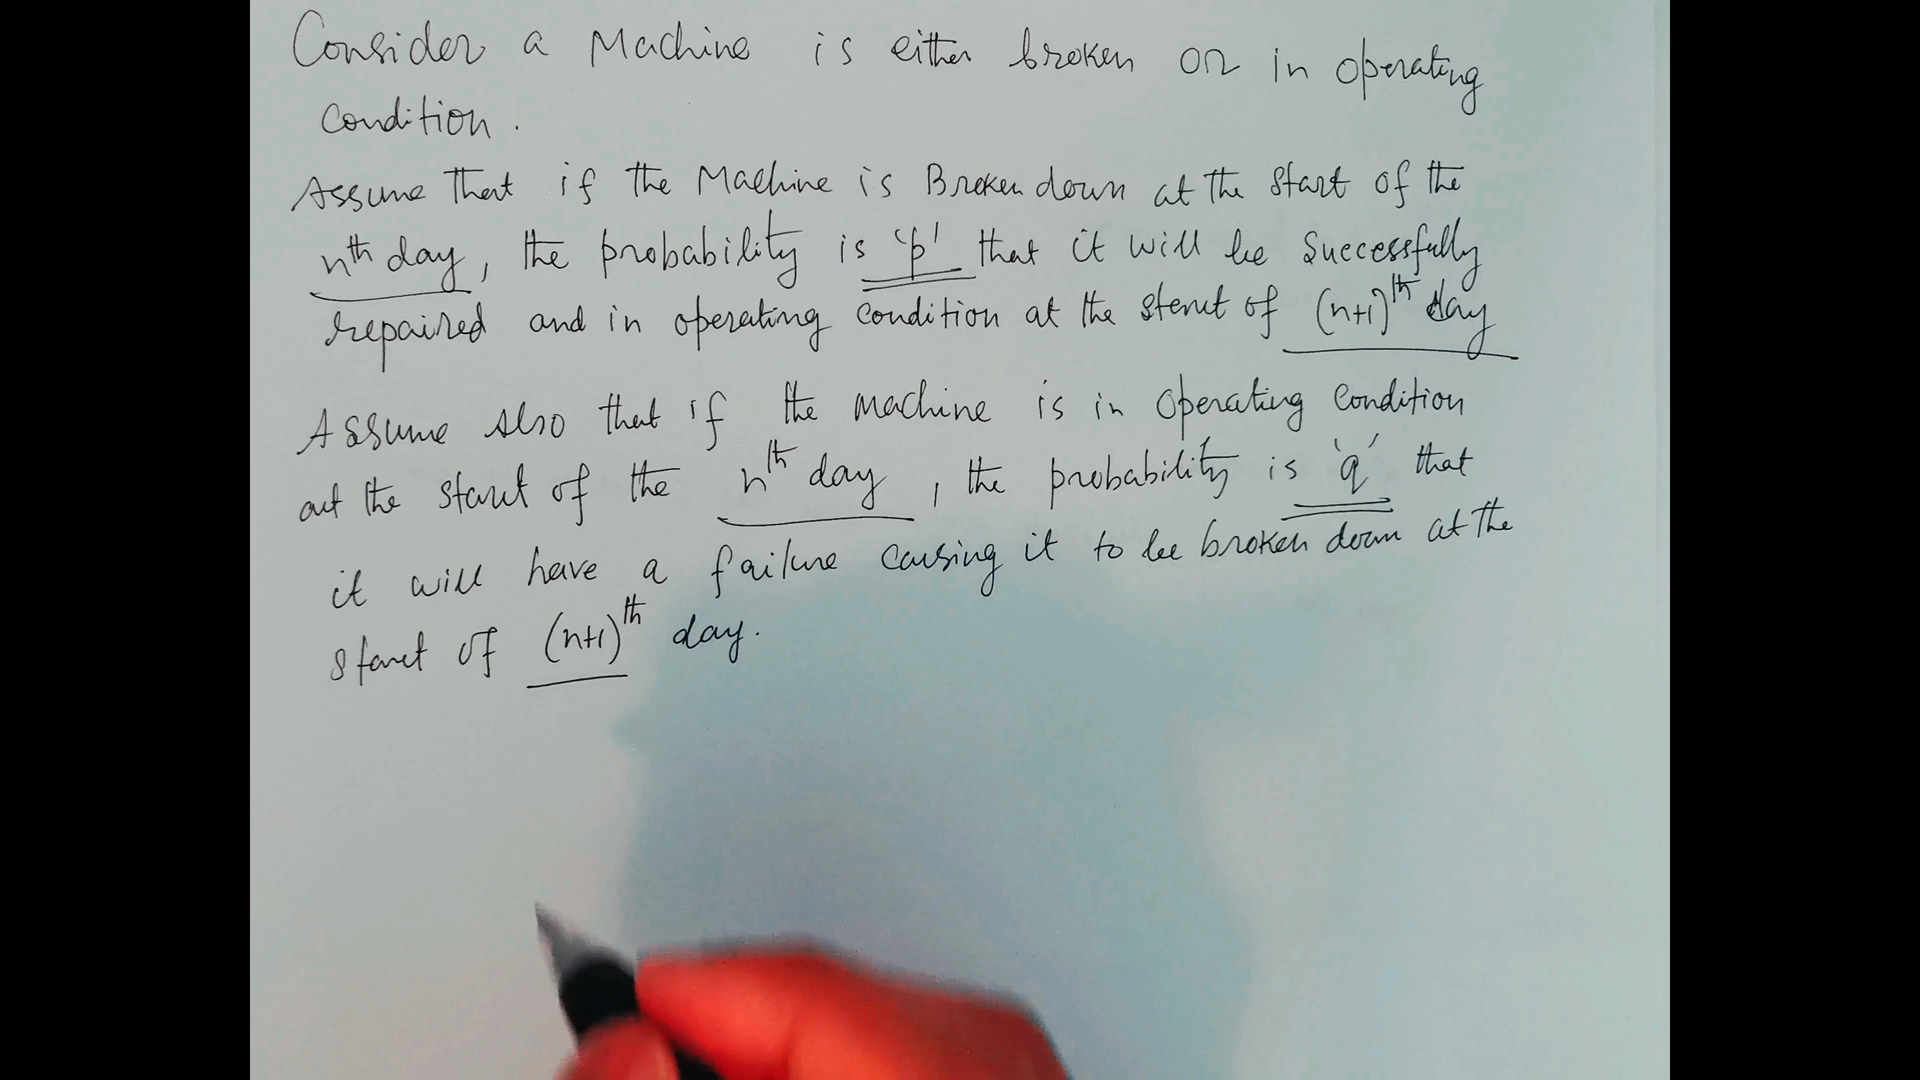 Consider a Machine is either broken or in operating
condition.
Assume that if the Machine is Broken down at the start of the
nth day, the probability is 'p' that it will be successfully
repaired and in operating condition at the start of (n+1)th day
Assume also that if the machine is in operating condition
at the start of the nth day, the probability is 'q' that
it will have a failure causing it to be broken down at the
start of (n+1)th day.